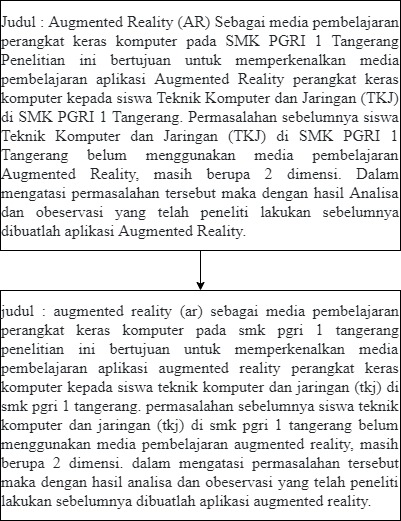 Judul : Augmented Reality (AR) Sebagai media pembelajaran
perangkat keras komputer pada SMK PGRI 1 Tangerang
Penelitian ini bertujuan untuk memperkenalkan media
pembelajaran aplikasi Augmented Reality perangkat keras
komputer kepada siswa Teknik Komputer dan Jaringan (TKJ)
di SMK PGRI 1 Tangerang. Permasalahan sebelumnya siswa
Teknik Komputer dan Jaringan (TKJ) di SMK PGRI 1
Tangerang belum menggunakan media pembelajaran
Augmented Reality, masih berupa 2 dimensi. Dalam
mengatasi permasalahan tersebut maka dengan hasil Analisa
dan obeservasi yang telah peneliti lakukan sebelumnya
dibuatlah aplikasi Augmented Reality.
judul : augmented reality (ar) sebagai media pembelajaran
perangkat keras komputer pada smk pgri 1 tangerang
penelitian ini bertujuan untuk memperkenalkan media
pembelajaran aplikasi augmented reality perangkat keras
komputer kepada siswa teknik komputer dan jaringan (tkj) di
smk pgri 1 tangerang. permasalahan sebelumnya siswa teknik
komputer dan jaringan (tkj) di smk pgri 1 tangerang belum
menggunakan media pembelajaran augmented reality, masih
berupa 2 dimensi. dalam mengatasi permasalahan tersebut
maka dengan hasil analisa dan obeservasi yang telah peneliti
lakukan sebelumnya dibuatlah aplikasi augmented reality.